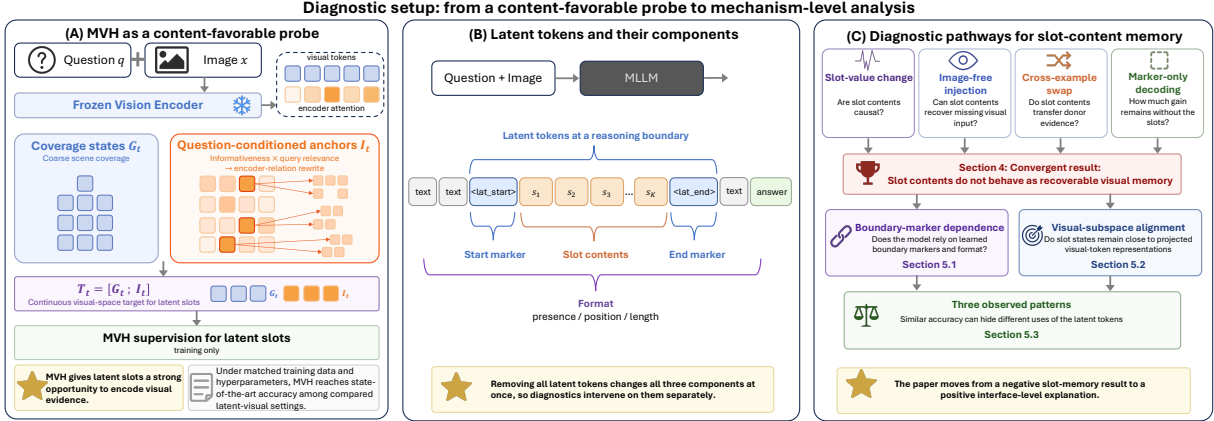 Diagnostic setup: from a content-favorable probe to mechanism-level analysis
(A) MVH as a content-favorable probe
Question q
Image x
visual tokens
encoder attention
Frozen Vision Encoder
Coverage states G_t
Coarse scene coverage
Question-conditioned anchors I_t
Informativeness × query relevance
→ encoder-relation rewrite
T_t = [G_t ; I_t]
Continuous visual-space target for latent slots
G_t
I_t
MVH supervision for latent slots
training only
MVH gives latent slots a strong
opportunity to encode visual
evidence.
Under matched training data and
hyperparameters, MVH reaches state-
of-the-art accuracy among compared
latent-visual settings.
(B) Latent tokens and their components
Question + Image
MLLM
Latent tokens at a reasoning boundary
text
text
<lat_start>
s_1
s_2
s_3
...
s_K
<lat_end>
text
answer
Start marker
Slot contents
End marker
Format
presence / position / length
Removing all latent tokens changes all three components at
once, so diagnostics intervene on them separately.
(C) Diagnostic pathways for slot-content memory
Slot-value change
Are slot contents
causal?
Image-free
injection
Can slot contents
recover missing visual
input?
Cross-example
swap
Do slot contents
transfer donor
evidence?
Marker-only
decoding
How much gain
remains without the
slots?
Section 4: Convergent result:
Slot contents do not behave as recoverable visual memory
Boundary-marker dependence
Does the model rely on learned
boundary markers and format?
Section 5.1
Visual-subspace alignment
Do slot states remain close to projected
visual-token representations
Section 5.2
Three observed patterns
Similar accuracy can hide different uses of the latent tokens
Section 5.3
The paper moves from a negative slot-memory result to a
positive interface-level explanation.